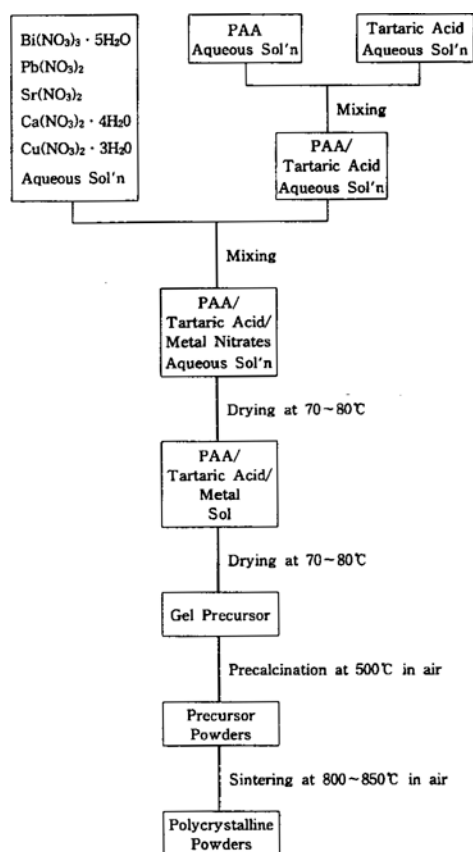 Bi(NO₃)₃ · 5H₂O
Pb(NO₃)₂
Sr(NO₃)₂
Ca(NO₃)₂ · 4H₂0
Cu(NO₃)₂ · 3H₂0
Aqueous Sol'n
PAA
Aqueous Sol'n
Tartaric Acid
Aqueous Sol'n
Mixing
PAA/
Tartaric Acid
Aqueous Sol'n
Mixing
PAA/
Tartaric Acid/
Metal Nitrates
Aqueous Sol'n
Drying at 70~80℃
PAA/
Tartaric Acid/
Metal
Sol
Drying at 70~80℃
Gel Precursor
Precalcination at 500℃ in air
Precursor
Powders
Sintering at 800~850℃ in air
Polycrystalline
Powders